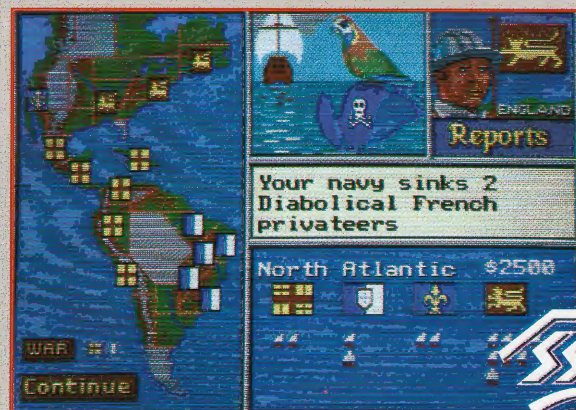 ENGLAND
Reports
Your navy sinks 2
Diabolical French
privateers
North Atlantic $2500
WAR
Continue